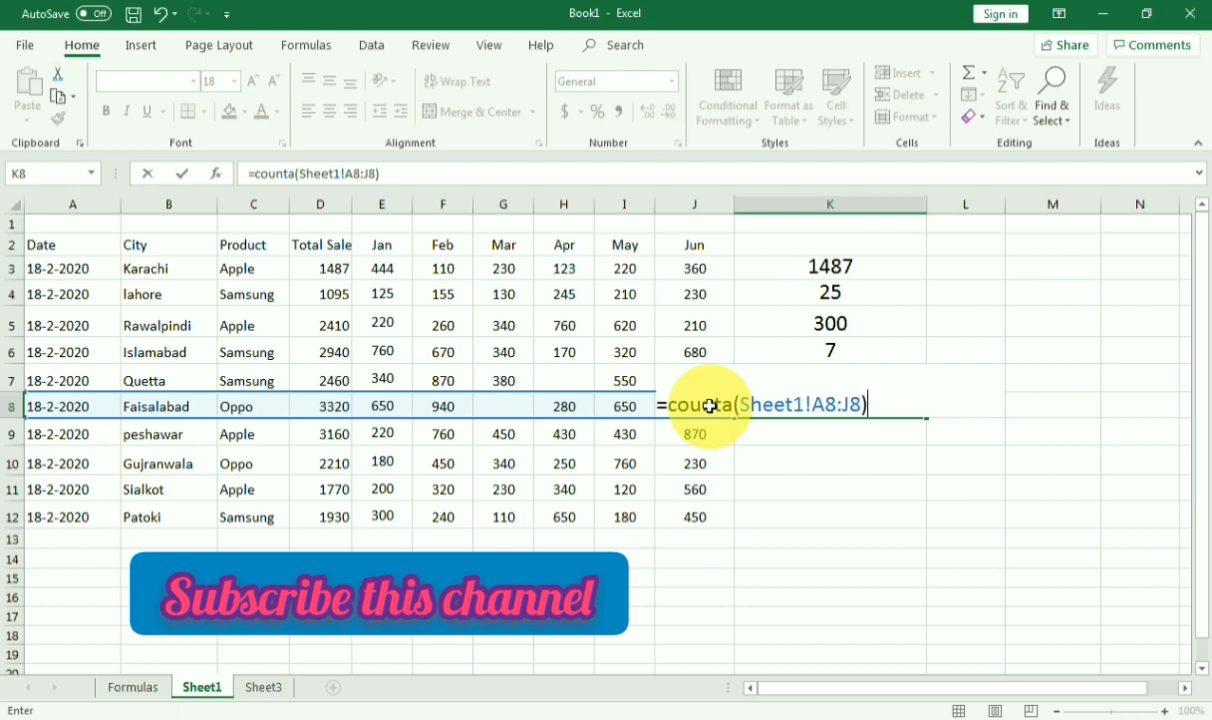 AutoSave Off Book1 - Excel Sign in
File Home Insert Page Layout Formulas Data Review View Help Search Share Comments
18 Wrap Text General Insert
Paste B I U Merge & Center $ % Conditional Formatting Format as Table Cell Styles Delete Format Sort & Filter Find & Select Ideas
Clipboard Font Alignment Number Styles Cells Editing Ideas
K8 =counta(Sheet1!A8:J8)
A B C D E F G H I J K L M N
1
2 Date City Product Total Sale Jan Feb Mar Apr May Jun
3 18-2-2020 Karachi Apple 1487 444 110 230 123 220 360 1487
4 18-2-2020 lahore Samsung 1095 125 155 130 245 210 230 25
5 18-2-2020 Rawalpindi Apple 2410 220 260 340 760 620 210 300
6 18-2-2020 Islamabad Samsung 2940 760 670 340 170 320 680 7
7 18-2-2020 Quetta Samsung 2460 340 870 380 550
8 18-2-2020 Faisalabad Oppo 3320 650 940 280 650 =counta(Sheet1!A8:J8)
9 18-2-2020 peshawar Apple 3160 220 760 450 430 430 870
10 18-2-2020 Gujranwala Oppo 2210 180 450 340 250 760 230
11 18-2-2020 Sialkot Apple 1770 200 320 230 340 120 560
12 18-2-2020 Patoki Samsung 1930 300 240 110 650 180 450
13
14
15
16
17
18
19
20
Subscribe this channel
Formulas Sheet1 Sheet3
Enter 100%